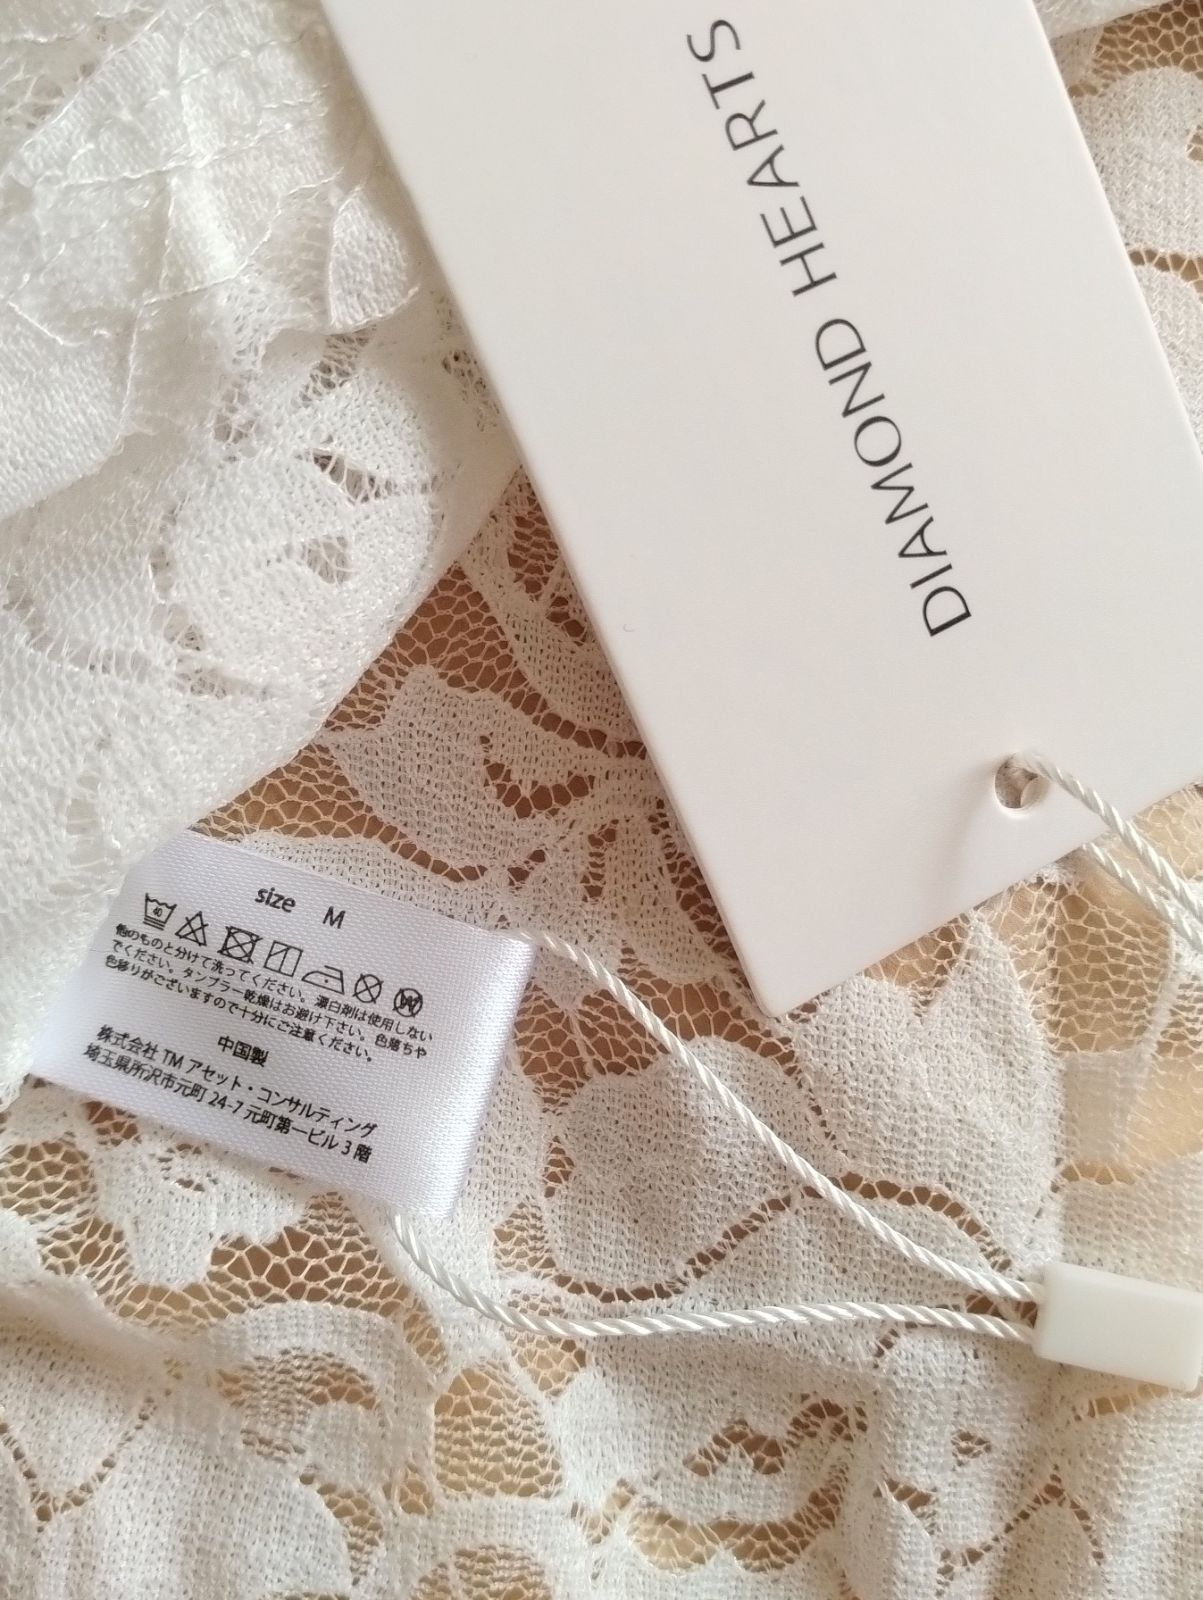 DIAMOND HEARTS
size M
40
W
他のものと分けて洗ってください。漂白剤は使用しない
でください。タンブラー乾燥はお避け下さい。色落ちや
色移りがございますので十分にご注意ください。
中国製
株式会社 TM アセット・コンサルティング
埼玉県所沢市元町 24-7 元町第一ビル 3 階